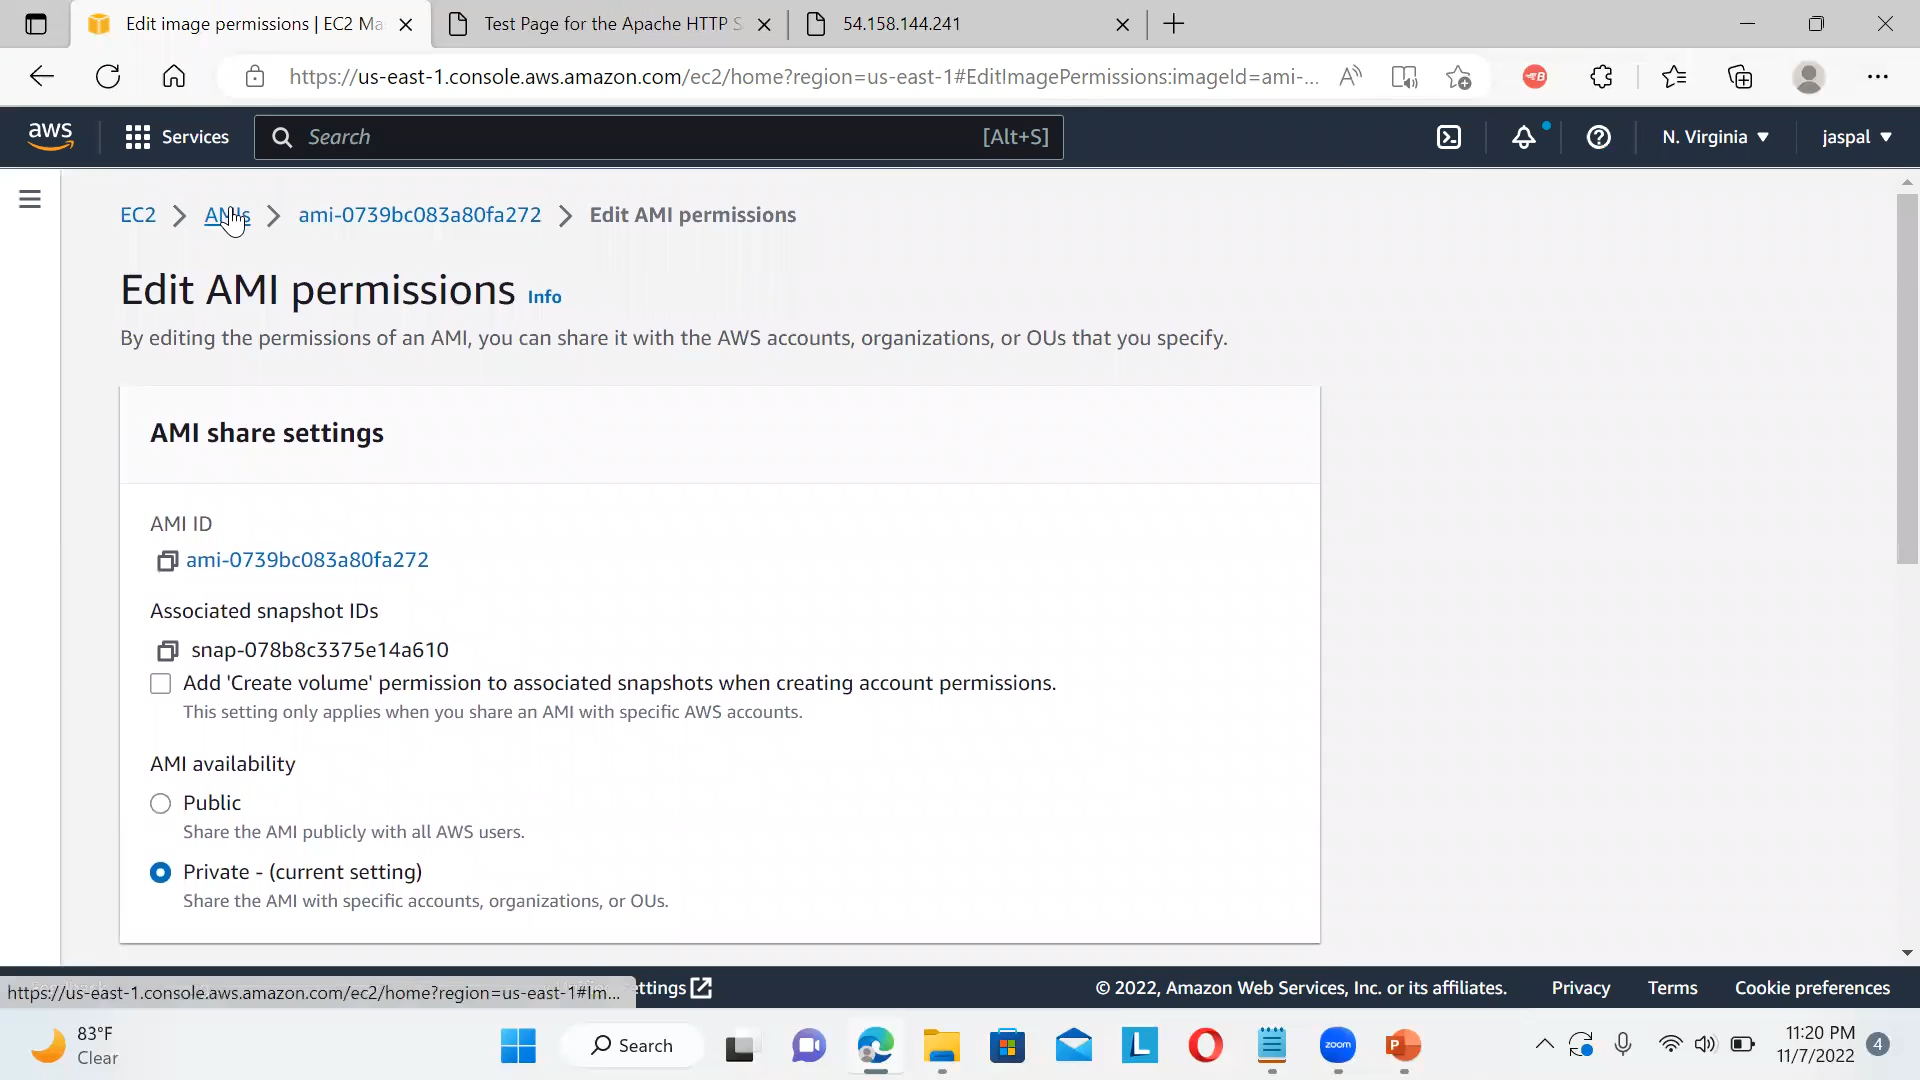 Edit image permissions | EC2 Ma
Test Page for the Apache HTTP S
54.158.144.241
https://us-east-1.console.aws.amazon.com/ec2/home?region=us-east-1#EditImagePermissions:imageId=ami-...
aws
Services
Search
[Alt+S]
N. Virginia
jaspal
EC2
AMIs
ami-0739bc083a80fa272
Edit AMI permissions
Edit AMI permissions Info
By editing the permissions of an AMI, you can share it with the AWS accounts, organizations, or OUs that you specify.
AMI share settings
AMI ID
ami-0739bc083a80fa272
Associated snapshot IDs
snap-078b8c3375e14a610
Add 'Create volume' permission to associated snapshots when creating account permissions.
This setting only applies when you share an AMI with specific AWS accounts.
AMI availability
Public
Share the AMI publicly with all AWS users.
Private - (current setting)
Share the AMI with specific accounts, organizations, or OUs.
https://us-east-1.console.aws.amazon.com/ec2/home?region=us-east-1#Im...
ttings
© 2022, Amazon Web Services, Inc. or its affiliates.
Privacy
Terms
Cookie preferences
83°F
Clear
Search
L
zoom
P
11:20 PM
11/7/2022
4